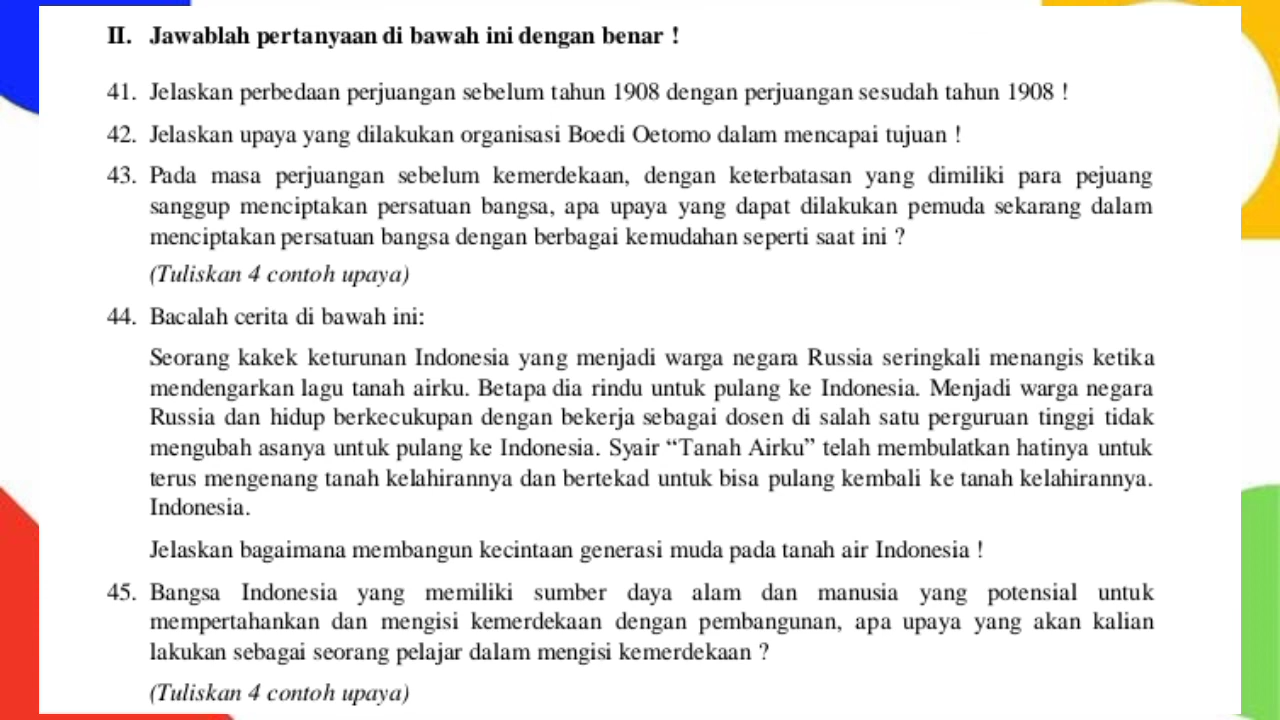 II. Jawablah pertanyaan di bawah ini dengan benar !
41. Jelaskan perbedaan perjuangan sebelum tahun 1908 dengan perjuangan sesudah tahun 1908 !
42. Jelaskan upaya yang dilakukan organisasi Boedi Oetomo dalam mencapai tujuan !
43. Pada masa perjuangan sebelum kemerdekaan, dengan keterbatasan yang dimiliki para pejuang
sanggup menciptakan persatuan bangsa, apa upaya yang dapat dilakukan pemuda sekarang dalam
menciptakan persatuan bangsa dengan berbagai kemudahan seperti saat ini ?
(Tuliskan 4 contoh upaya)
44. Bacalah cerita di bawah ini:
Seorang kakek keturunan Indonesia yang menjadi warga negara Russia seringkali menangis ketika
mendengarkan lagu tanah airku. Betapa dia rindu untuk pulang ke Indonesia. Menjadi warga negara
Russia dan hidup berkecukupan dengan bekerja sebagai dosen di salah satu perguruan tinggi tidak
mengubah asanya untuk pulang ke Indonesia. Syair “Tanah Airku” telah membulatkan hatinya untuk
terus mengenang tanah kelahirannya dan bertekad untuk bisa pulang kembali ke tanah kelahirannya.
Indonesia.
Jelaskan bagaimana membangun kecintaan generasi muda pada tanah air Indonesia !
45. Bangsa Indonesia yang memiliki sumber daya alam dan manusia yang potensial untuk
mempertahankan dan mengisi kemerdekaan dengan pembangunan, apa upaya yang akan kalian
lakukan sebagai seorang pelajar dalam mengisi kemerdekaan ?
(Tuliskan 4 contoh upaya)